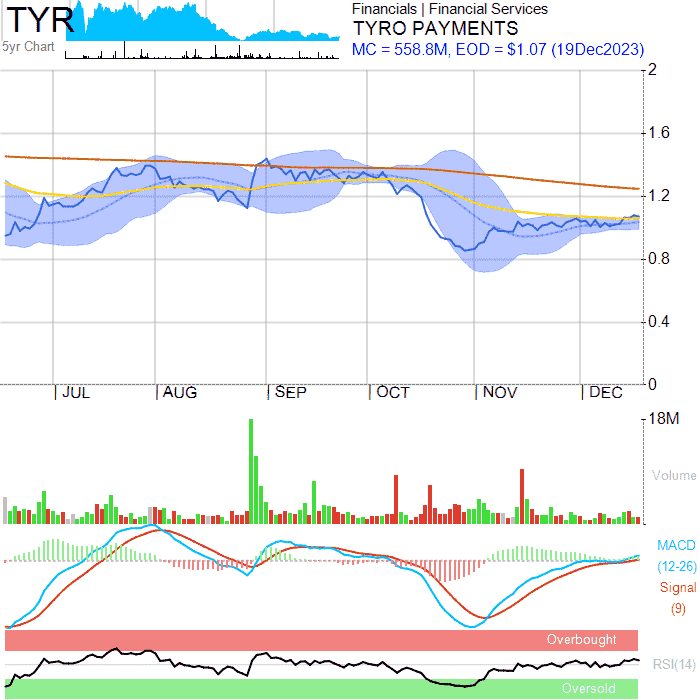 TYR
5yr Chart
Financials | Financial Services
TYRO PAYMENTS
MC = 558.8M, EOD = $1.07 (19Dec2023)
2
1.6
1.2
0.8
0.4
0
JUL
AUG
SEP
OCT
NOV
DEC
18M
Volume
MACD
(12-26)
Signal
(9)
Overbought
RSI(14)
Oversold